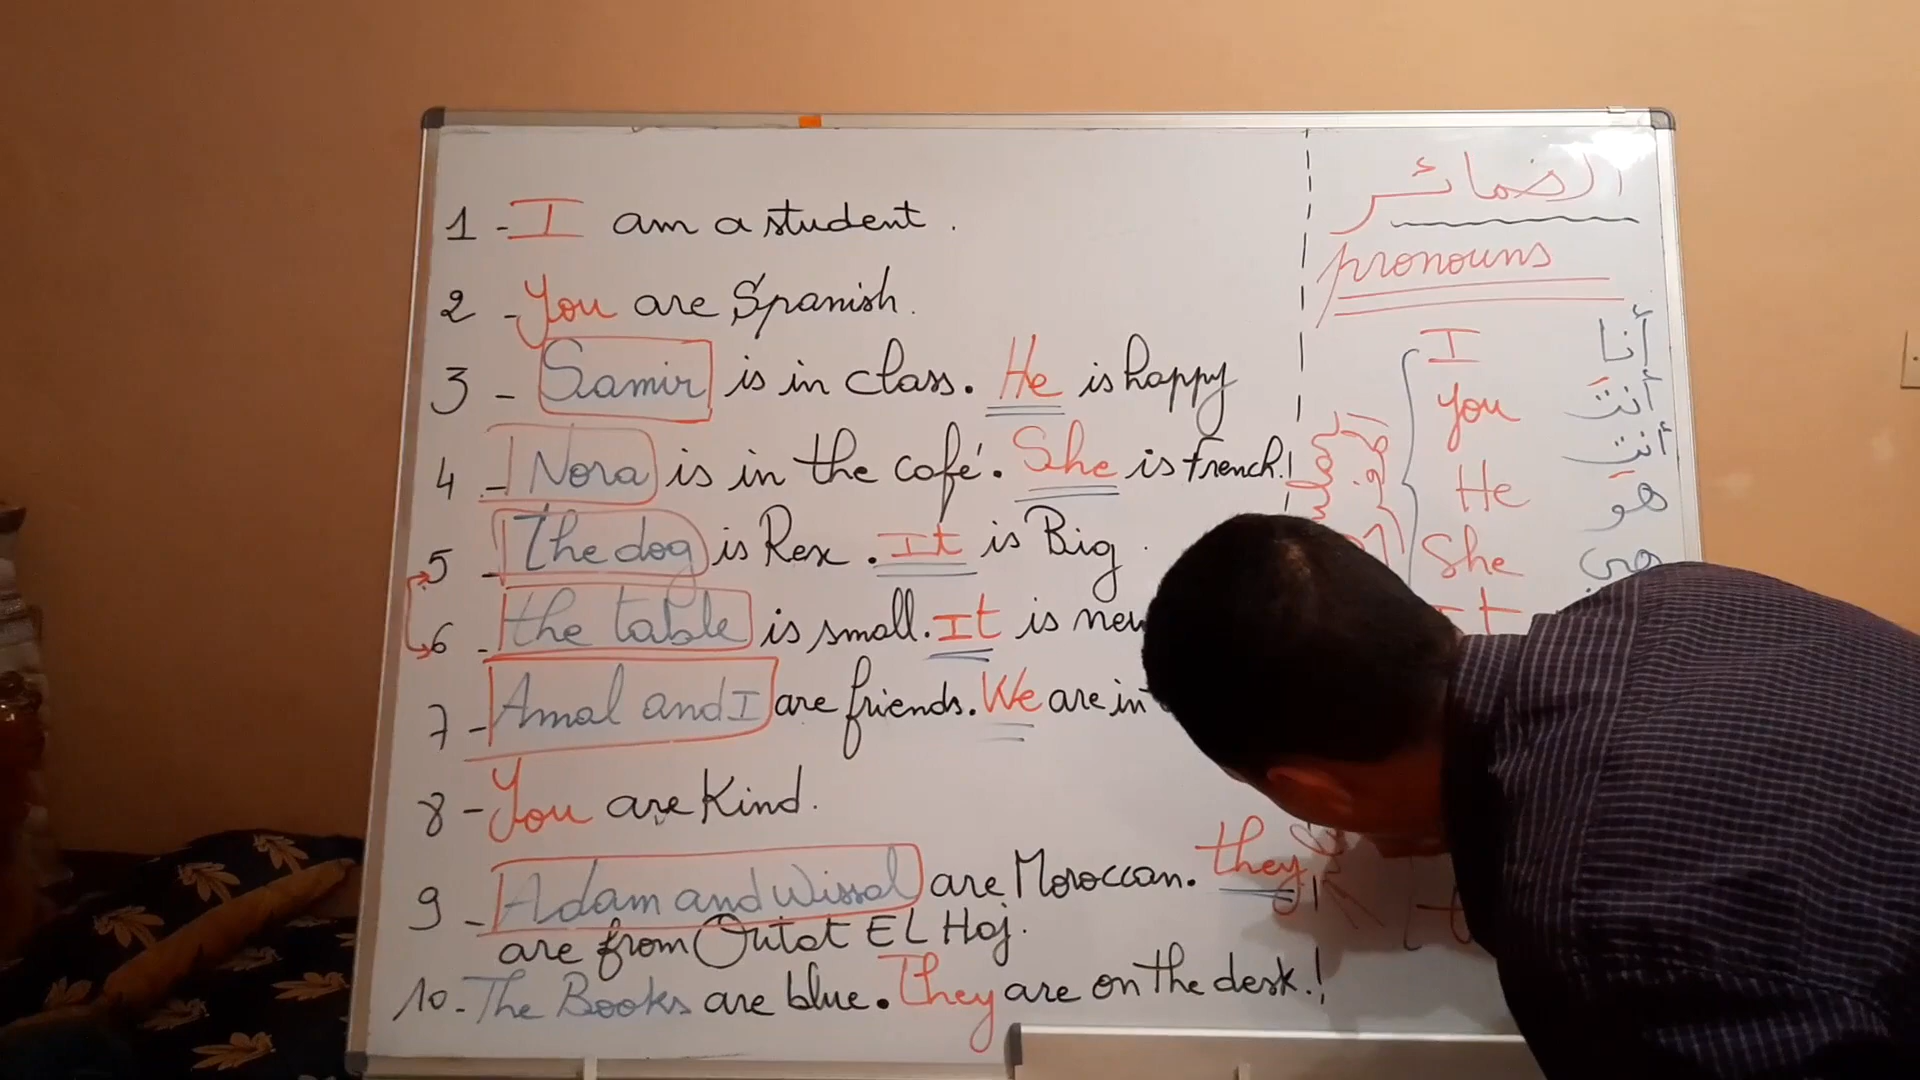 1 - I am a student.
2 - You are Spanish.
3 - Samir is in class. He is happy
4 - Nora is in the café. She is French.
5 - The dog is Rex. It is Big
6 - the table is small. It is new
7 - Amal and I are friends. We are in
8 - You are Kind.
9 - Adam and Wissal are Moroccan. they
are from Outat EL Haj.
10 - The Books are blue. They are on the desk.
الضمائر
pronouns
I أنا
you أنتَ
أنتِ
He هو
She هي
It